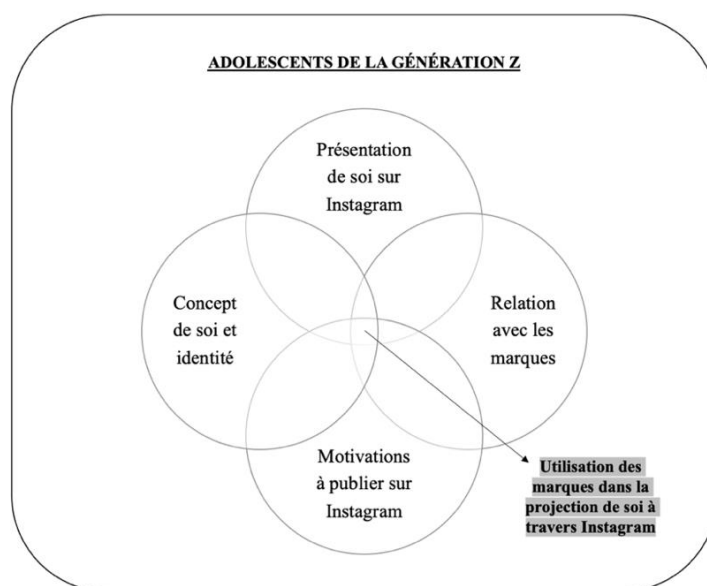 ADOLESCENTS DE LA GÉNÉRATION Z
Présentation
de soi sur
Instagram
Concept
de soi et
identité
Relation
avec les
marques
Motivations
à publier sur
Instagram
Utilisation des
marques dans la
projection de soi à
travers Instagram